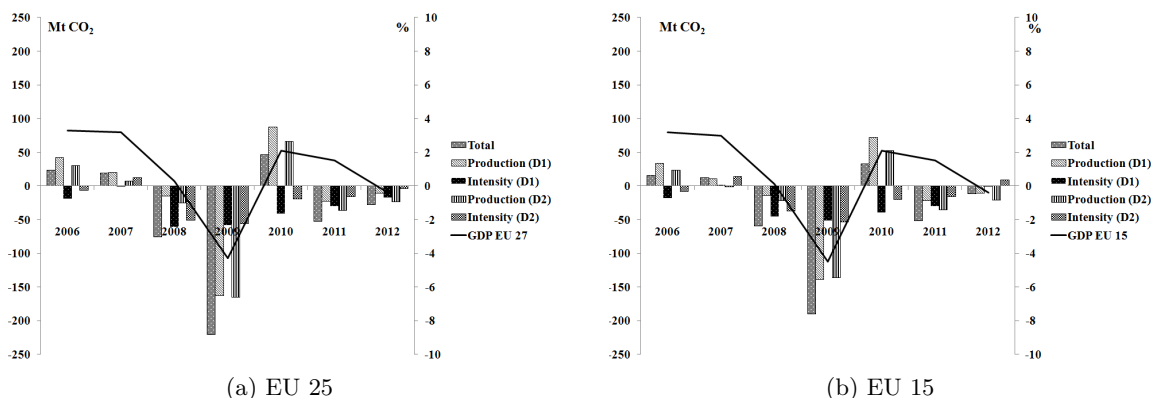 250
200
150
100
50
0
-50
-100
-150
-200
-250
Mt CO₂
%
10
8
6
4
2
0
-2
-4
-6
-8
-10
2006 2007 2008 2009 2010 2011 2012
Total
Production (D1)
Intensity (D1)
Production (D2)
Intensity (D2)
GDP EU 27
(a) EU 25
250
200
150
100
50
0
-50
-100
-150
-200
-250
Mt CO₂
%
10
8
6
4
2
0
-2
-4
-6
-8
-10
2006 2007 2008 2009 2010 2011 2012
Total
Production (D1)
Intensity (D1)
Production (D2)
Intensity (D2)
GDP EU 15
(b) EU 15